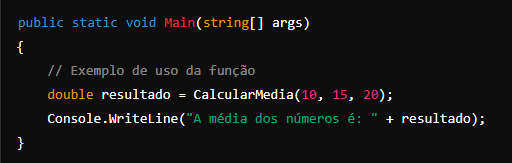 public static void Main(string[] args)
{
    // Exemplo de uso da função
    double resultado = CalcularMedia(10, 15, 20);
    Console.WriteLine("A média dos números é: " + resultado);
}